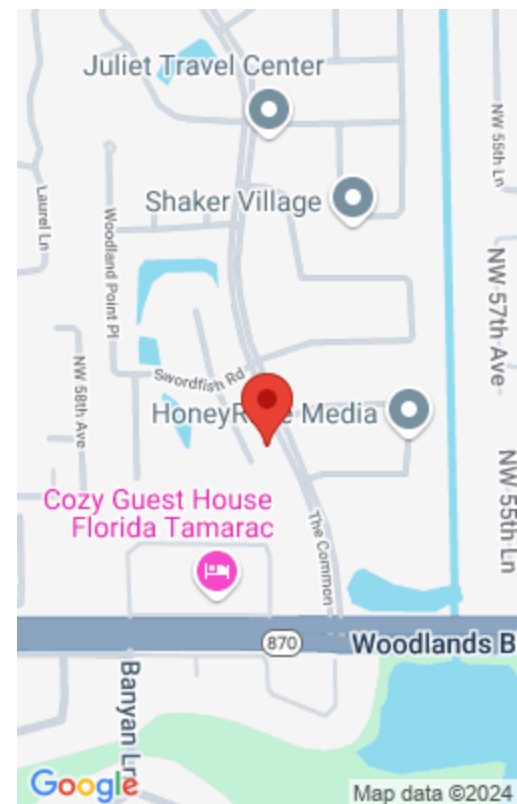 Juliet Travel Center
NW 55th Ln
Shaker Village
Laurel Ln
Woodland Point Pl
NW 57th Ave
NW 58th Ave
Swordfish Rd
Media
NW 55th Ln
Cozy Guest House
Florida Tamarac
The Common
870
Woodlands B
Banyan Ln
Google
Map data ©2024